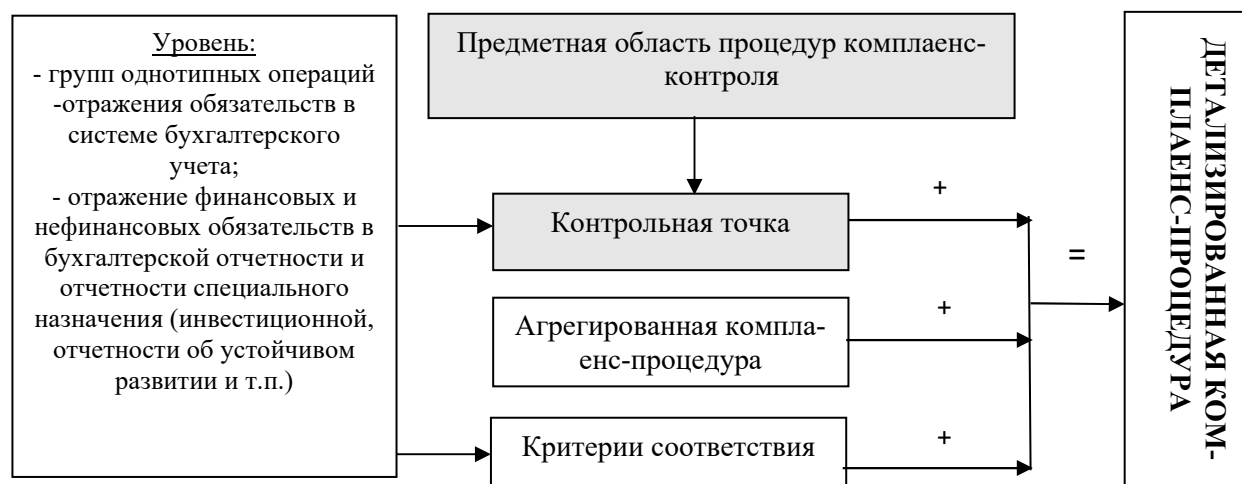 Уровень:
- групп однотипных операций
-отражения обязательств в
системе бухгалтерского
учета;
- отражение финансовых и
нефинансовых обязательств в
бухгалтерской отчетности и
отчетности специального
назначения (инвестиционной,
отчетности об устойчивом
развитии и т.п.)
Предметная область процедур комплаенс-
контроля
Контрольная точка
+
Агрегированная компла-
енс-процедура
+
Критерии соответствия
+
=
ДЕТАЛИЗИРОВАННАЯ КОМ-
ПЛАЕНС-ПРОЦЕДУРА